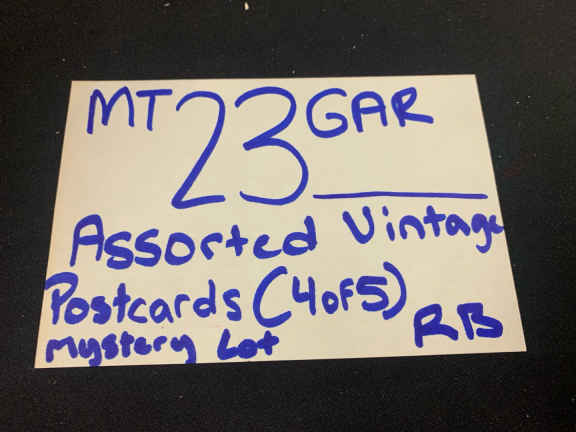 MT 23 GAR
Assorted Vintage
Postcards (4 of 5)
Mystery Lot RB